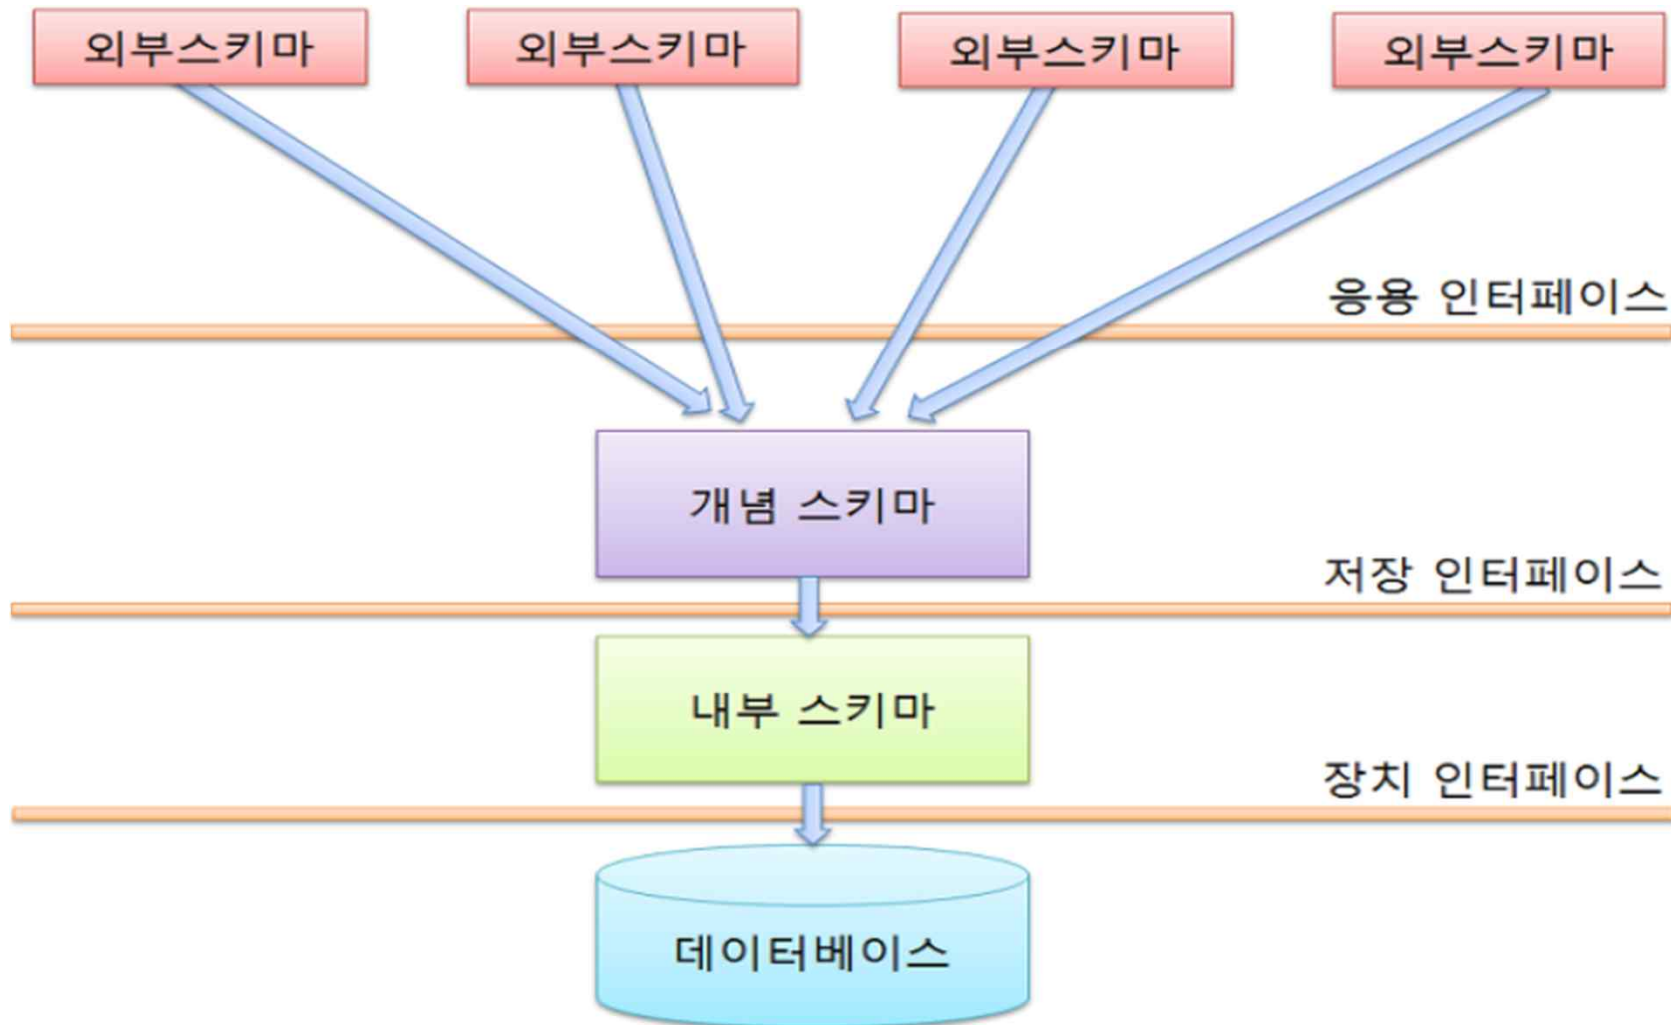 외부스키마
외부스키마
외부스키마
외부스키마
응용 인터페이스
개념 스키마
저장 인터페이스
내부 스키마
장치 인터페이스
데이터베이스